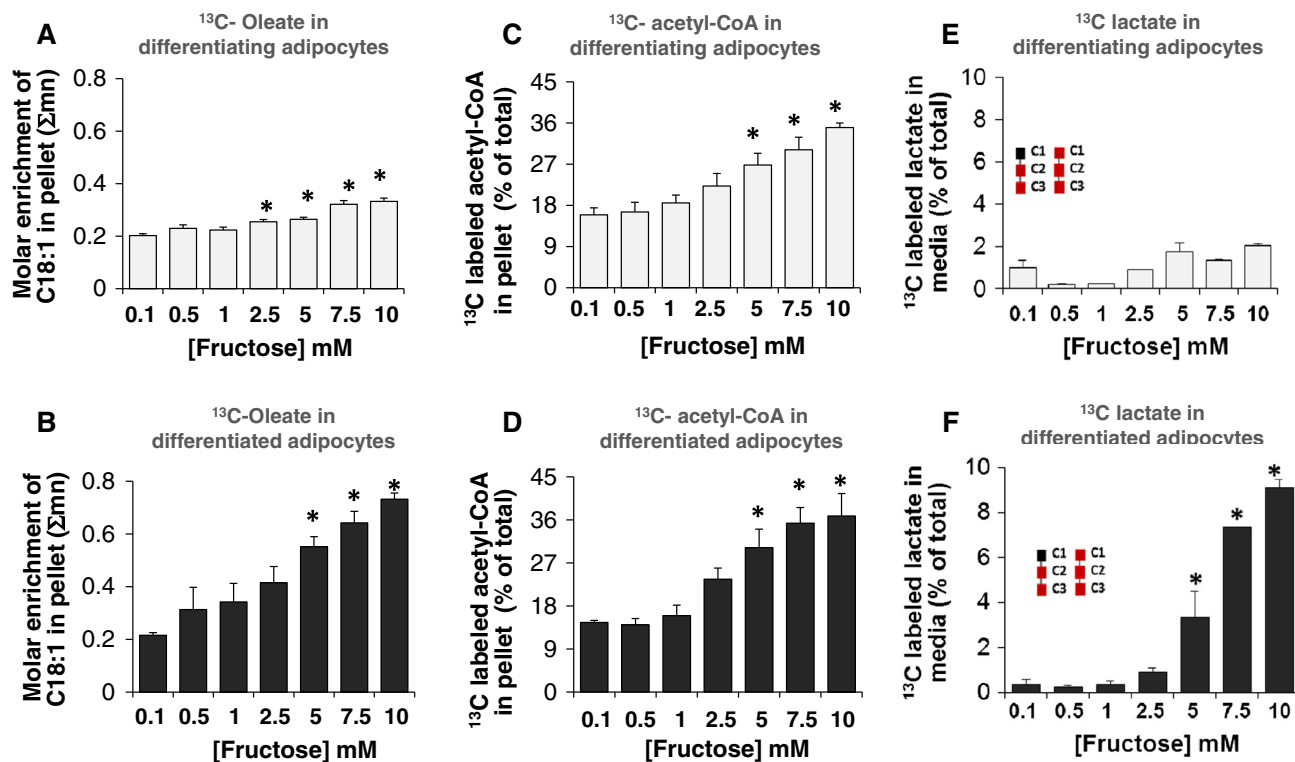 A
¹³C- Oleate in
differentiating adipocytes
Molar enrichment of
C18:1 in pellet (Σmn)
0.8
0.6
0.4
0.2
0
* * * *
0.1 0.5 1 2.5 5 7.5 10
[Fructose] mM
C
¹³C- acetyl-CoA in
differentiating adipocytes
¹³C labeled acetyl-CoA
in pellet (% of total)
45
36
27
18
9
0
* * *
0.1 0.5 1 2.5 5 7.5 10
[Fructose] mM
E
¹³C lactate in
differentiating adipocytes
¹³C labeled lactate in
media (% of total)
10
8
6
4
2
0
C1 C1
C2 C2
C3 C3
0.1 0.5 1 2.5 5 7.5 10
[Fructose] mM
B
¹³C-Oleate in
differentiated adipocytes
Molar enrichment of
C18:1 in pellet (Σmn)
0.8
0.6
0.4
0.2
0
* * *
0.1 0.5 1 2.5 5 7.5 10
[Fructose] mM
D
¹³C- acetyl-CoA in
differentiated adipocytes
¹³C labeled acetyl-CoA
in pellet (% of total)
45
36
27
18
9
0
* * *
0.1 0.5 1 2.5 5 7.5 10
[Fructose] mM
F
¹³C lactate in
differentiated adipocytes
¹³C labeled lactate in
media (% of total)
10
8
6
4
2
0
C1 C1
C2 C2
C3 C3
* * *
0.1 0.5 1 2.5 5 7.5 10
[Fructose] mM